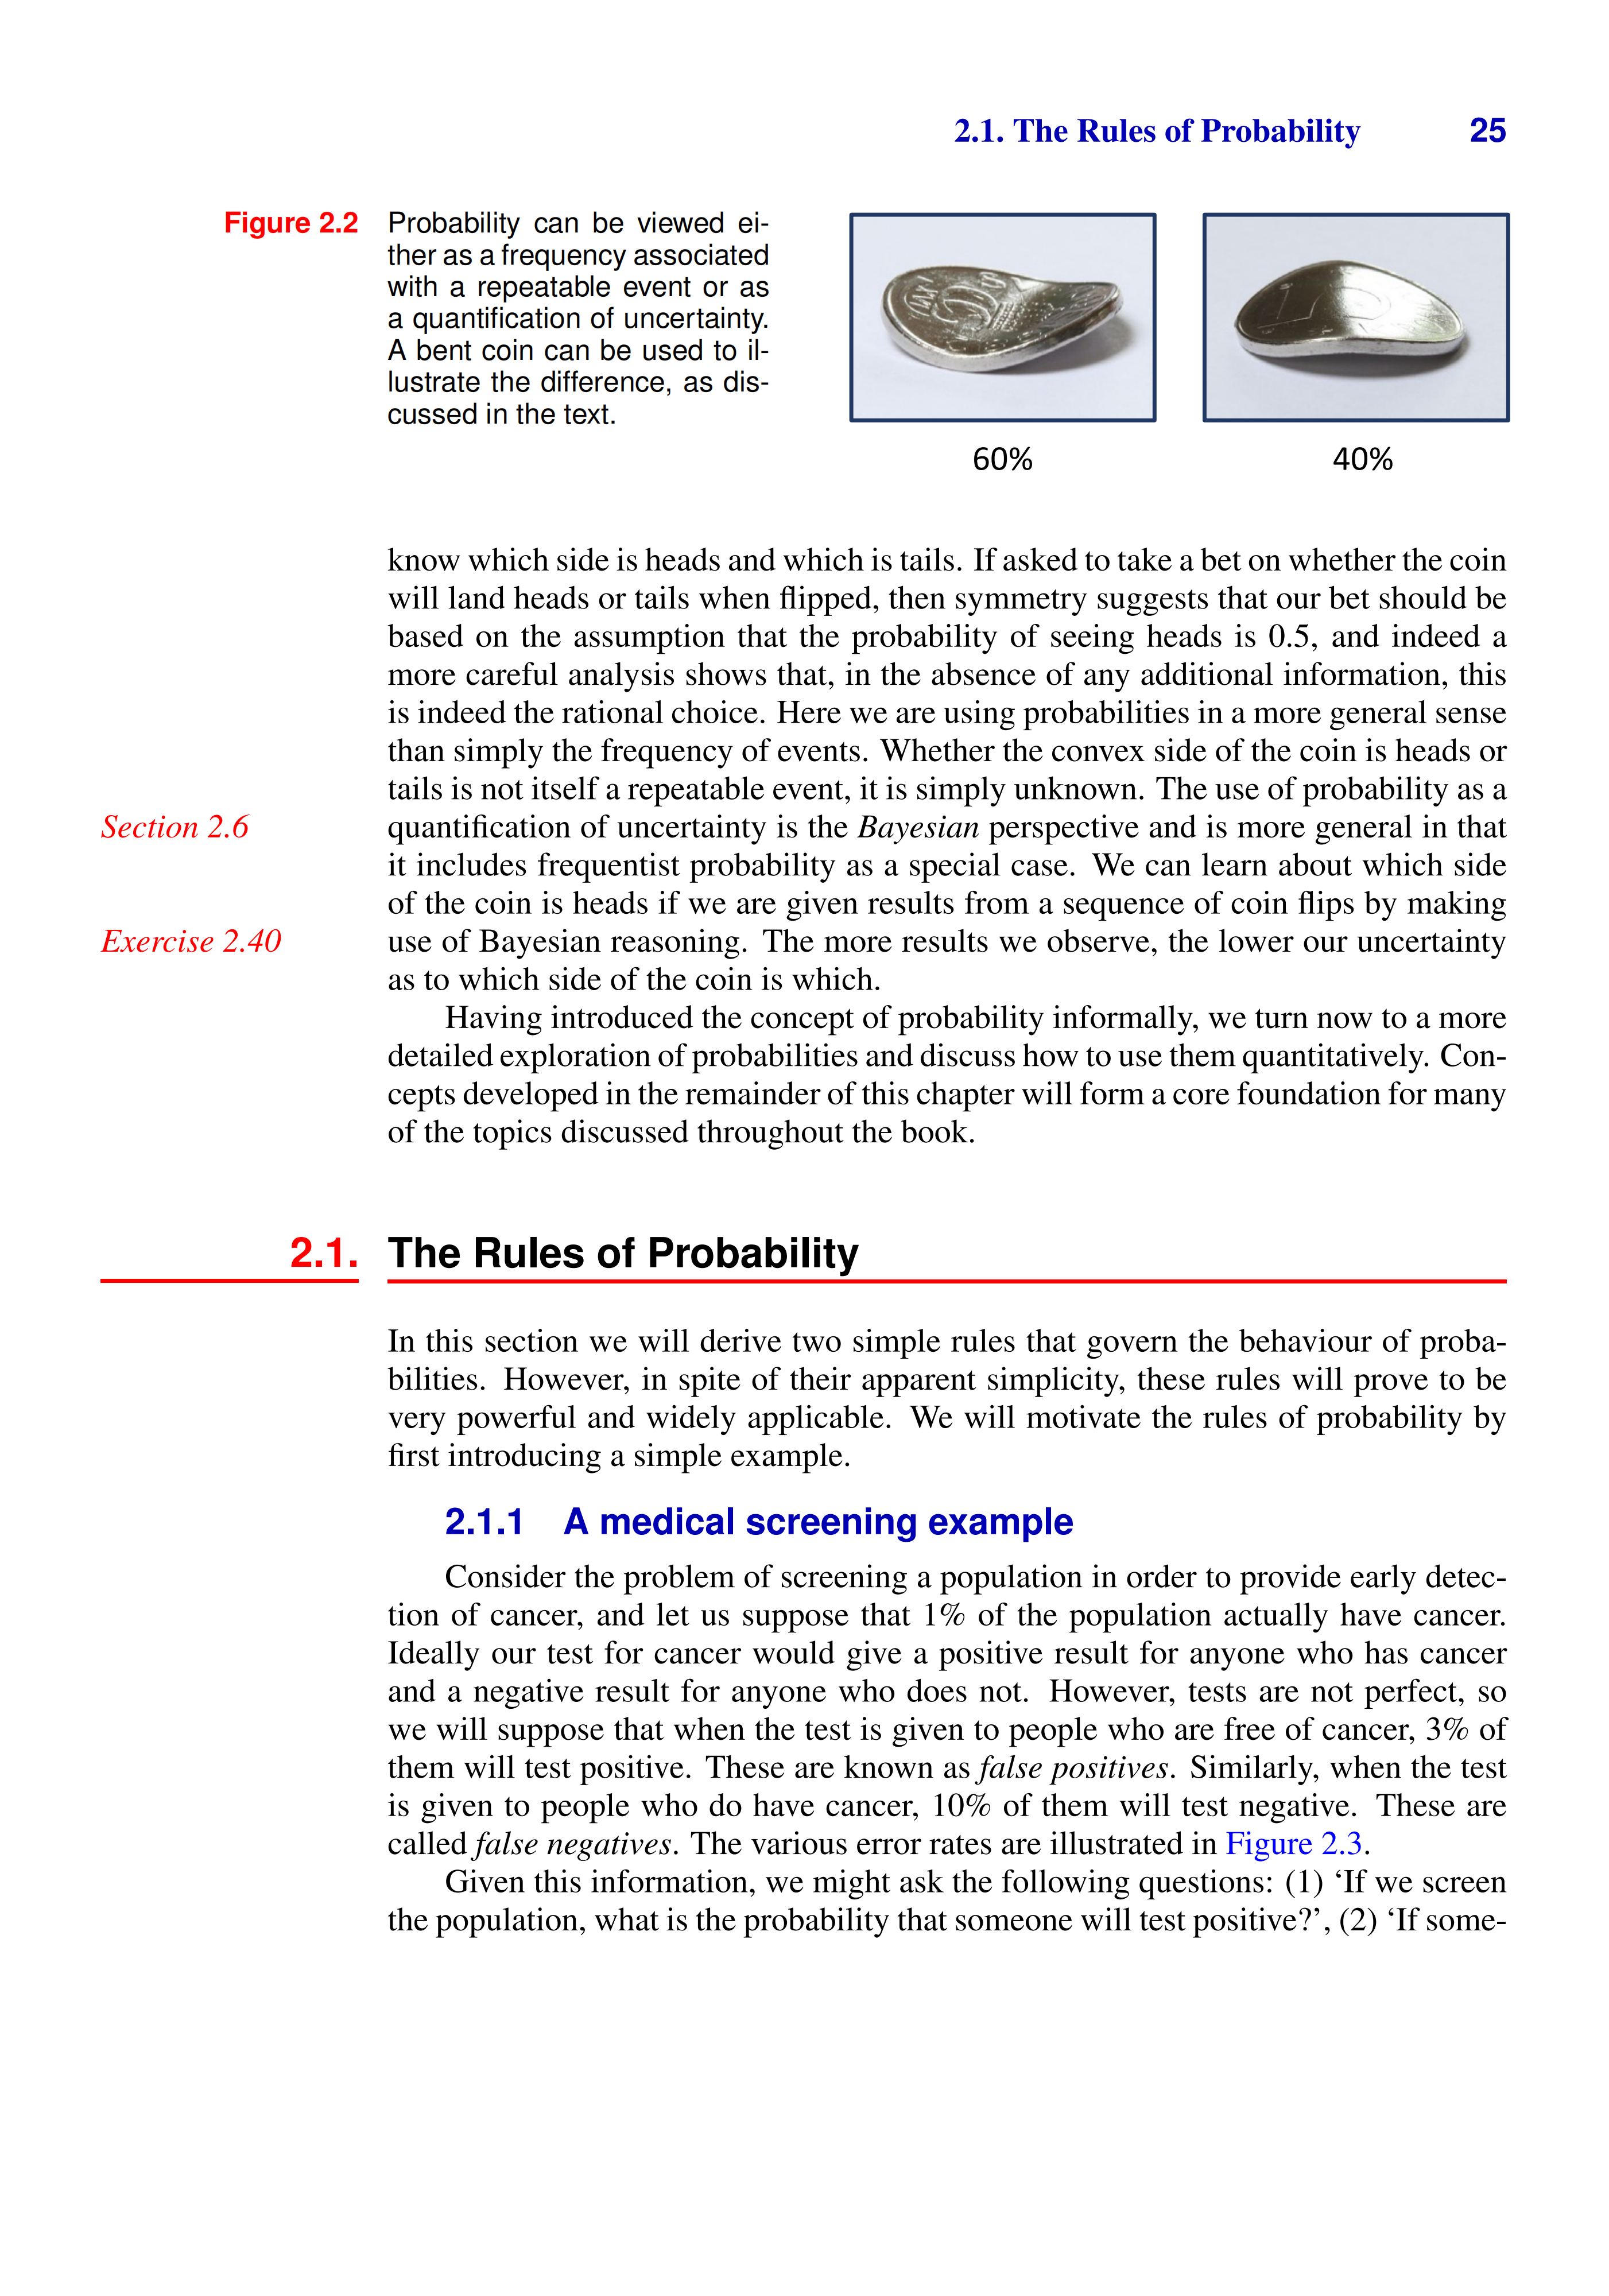 2.1. The Rules of Probability 25
Figure 2.2 Probability can be viewed ei-
ther as a frequency associated
with a repeatable event or as
a quantification of uncertainty.
A bent coin can be used to il-
lustrate the difference, as dis-
cussed in the text.
60% 40%
know which side is heads and which is tails. If asked to take a bet on whether the coin
will land heads or tails when flipped, then symmetry suggests that our bet should be
based on the assumption that the probability of seeing heads is 0.5, and indeed a
more careful analysis shows that, in the absence of any additional information, this
is indeed the rational choice. Here we are using probabilities in a more general sense
than simply the frequency of events. Whether the convex side of the coin is heads or
tails is not itself a repeatable event, it is simply unknown. The use of probability as a
Section 2.6 quantification of uncertainty is the Bayesian perspective and is more general in that
it includes frequentist probability as a special case. We can learn about which side
of the coin is heads if we are given results from a sequence of coin flips by making
Exercise 2.40 use of Bayesian reasoning. The more results we observe, the lower our uncertainty
as to which side of the coin is which.
Having introduced the concept of probability informally, we turn now to a more
detailed exploration of probabilities and discuss how to use them quantitatively. Con-
cepts developed in the remainder of this chapter will form a core foundation for many
of the topics discussed throughout the book.
2.1. The Rules of Probability
In this section we will derive two simple rules that govern the behaviour of proba-
bilities. However, in spite of their apparent simplicity, these rules will prove to be
very powerful and widely applicable. We will motivate the rules of probability by
first introducing a simple example.
2.1.1 A medical screening example
Consider the problem of screening a population in order to provide early detec-
tion of cancer, and let us suppose that 1% of the population actually have cancer.
Ideally our test for cancer would give a positive result for anyone who has cancer
and a negative result for anyone who does not. However, tests are not perfect, so
we will suppose that when the test is given to people who are free of cancer, 3% of
them will test positive. These are known as false positives. Similarly, when the test
is given to people who do have cancer, 10% of them will test negative. These are
called false negatives. The various error rates are illustrated in Figure 2.3.
Given this information, we might ask the following questions: (1) ‘If we screen
the population, what is the probability that someone will test positive?’, (2) ‘If some-